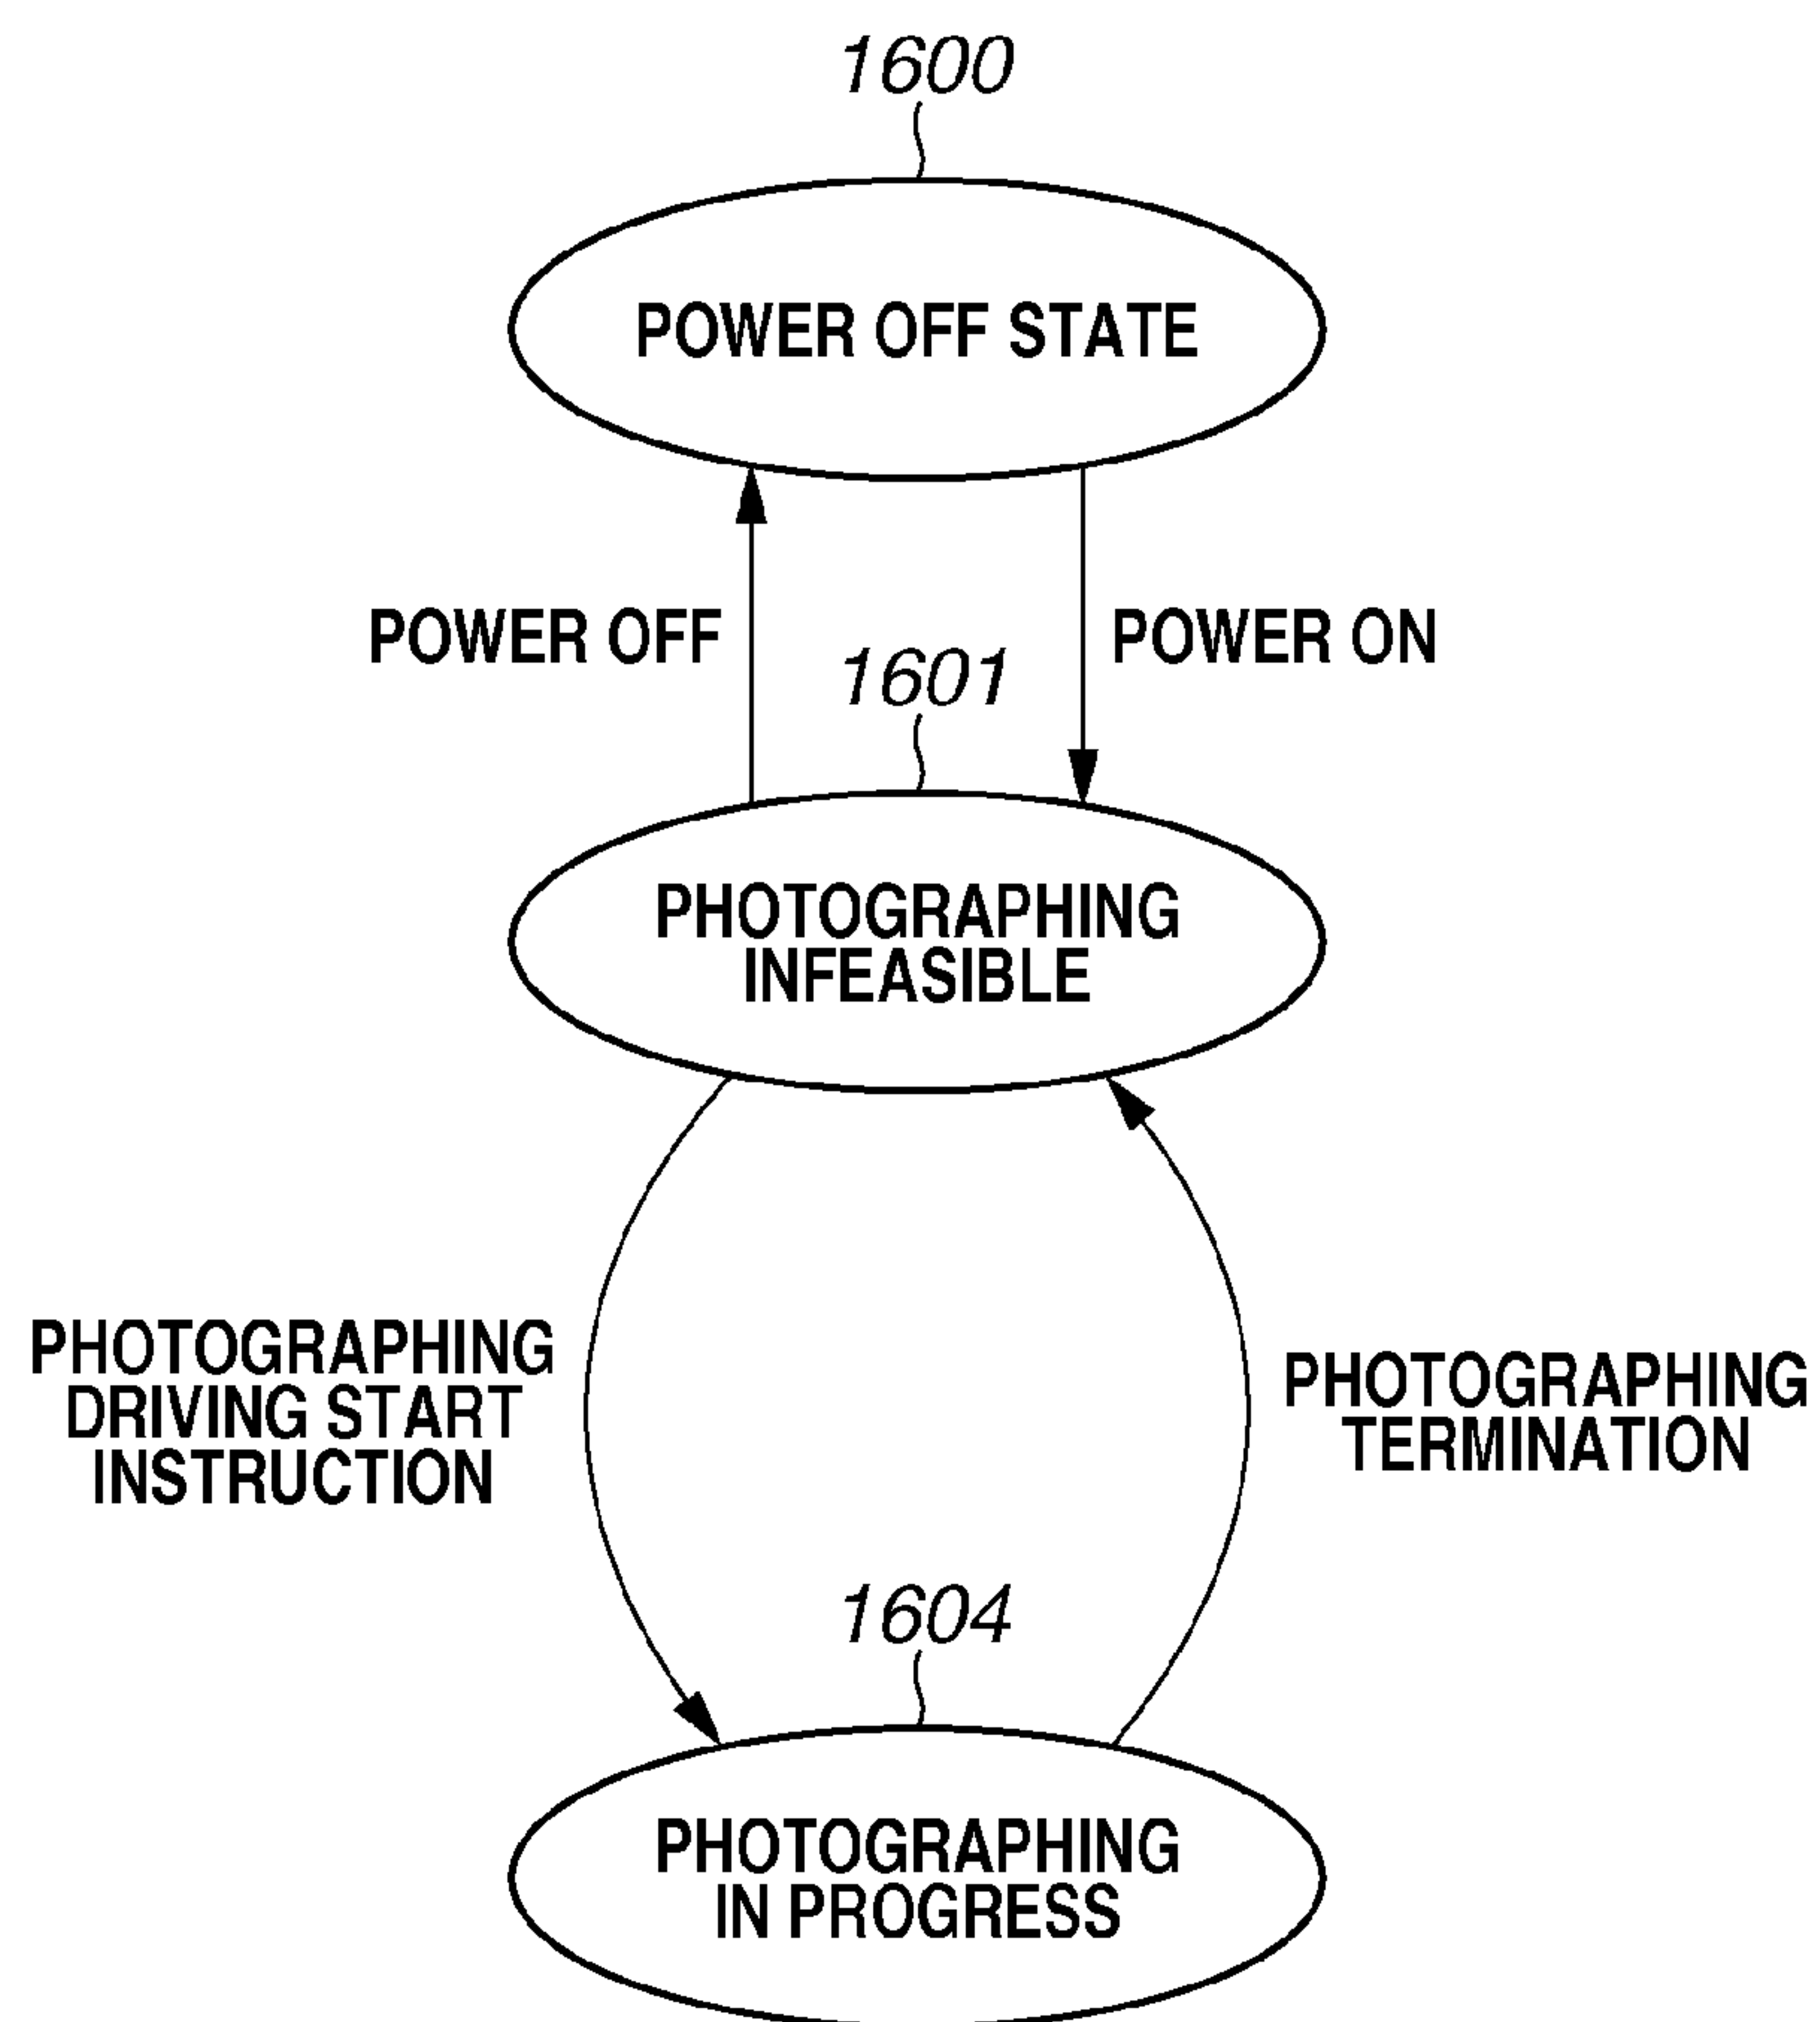 1600
POWER OFF STATE
POWER OFF
POWER ON
1601
PHOTOGRAPHING
INFEASIBLE
PHOTOGRAPHING
DRIVING START
INSTRUCTION
PHOTOGRAPHING
TERMINATION
1604
PHOTOGRAPHING
IN PROGRESS